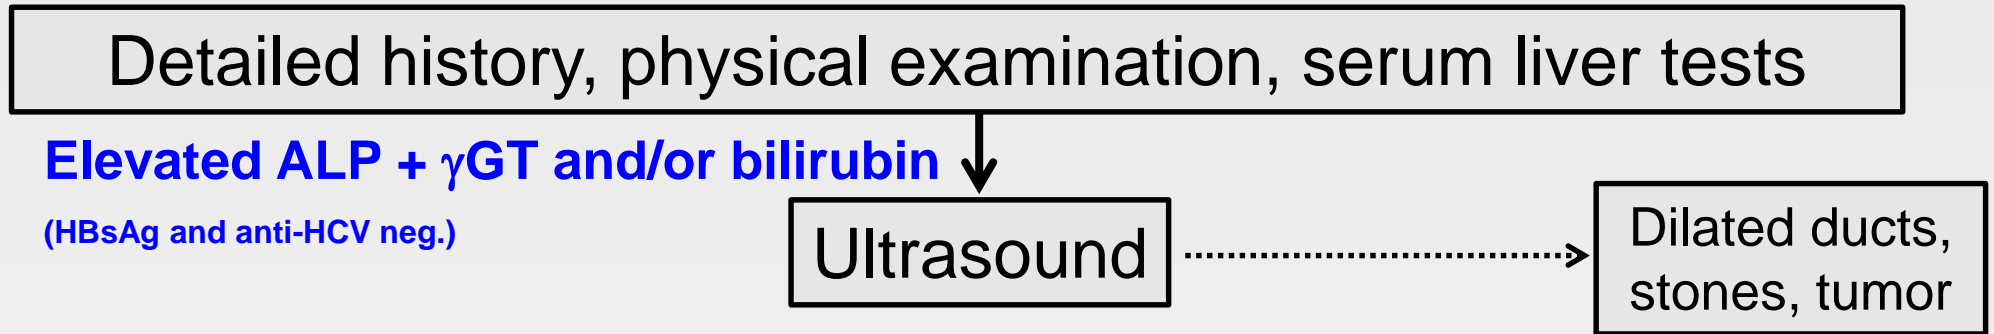 Detailed history, physical examination, serum liver tests
Elevated ALP + γGT and/or bilirubin
(HBsAg and anti-HCV neg.)
Ultrasound
Dilated ducts,
stones, tumor